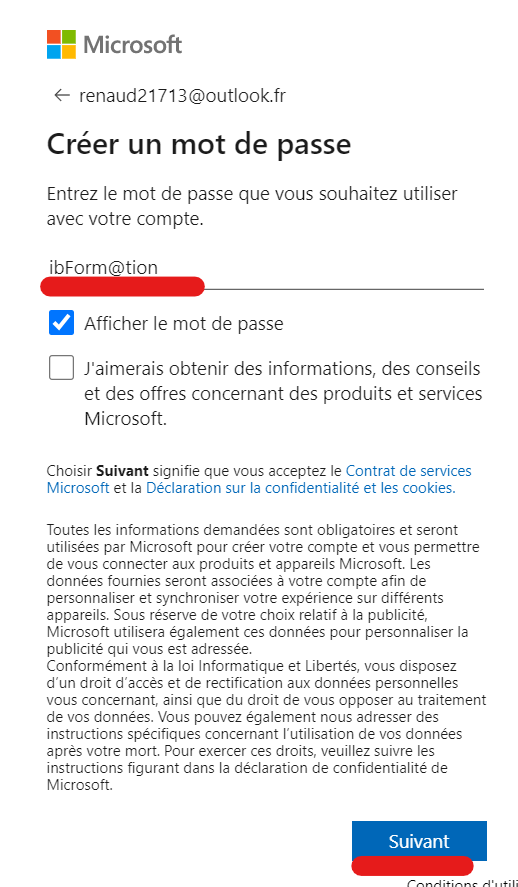 Microsoft
← renaud21713@outlook.fr
Créer un mot de passe
Entrez le mot de passe que vous souhaitez utiliser
avec votre compte.
ibForm@tion
Afficher le mot de passe
J'aimerais obtenir des informations, des conseils
et des offres concernant des produits et services
Microsoft.
Choisir Suivant signifie que vous acceptez le Contrat de services
Microsoft et la Déclaration sur la confidentialité et les cookies.
Toutes les informations demandées sont obligatoires et seront
utilisées par Microsoft pour créer votre compte et vous permettre
de vous connecter aux produits et appareils Microsoft. Les
données fournies seront associées à votre compte afin de
personnaliser et synchroniser votre expérience sur différents
appareils. Sous réserve de votre choix relatif à la publicité,
Microsoft utilisera également ces données pour personnaliser la
publicité qui vous est adressée.
Conformément à la loi Informatique et Libertés, vous disposez
d'un droit d'accès et de rectification aux données personnelles
vous concernant, ainsi que du droit de vous opposer au traitement
de vos données. Vous pouvez également nous adresser des
instructions spécifiques concernant l'utilisation de vos données
après votre mort. Pour exercer ces droits, veuillez suivre les
instructions figurant dans la déclaration de confidentialité de
Microsoft.
Suivant
Conditions d'utili